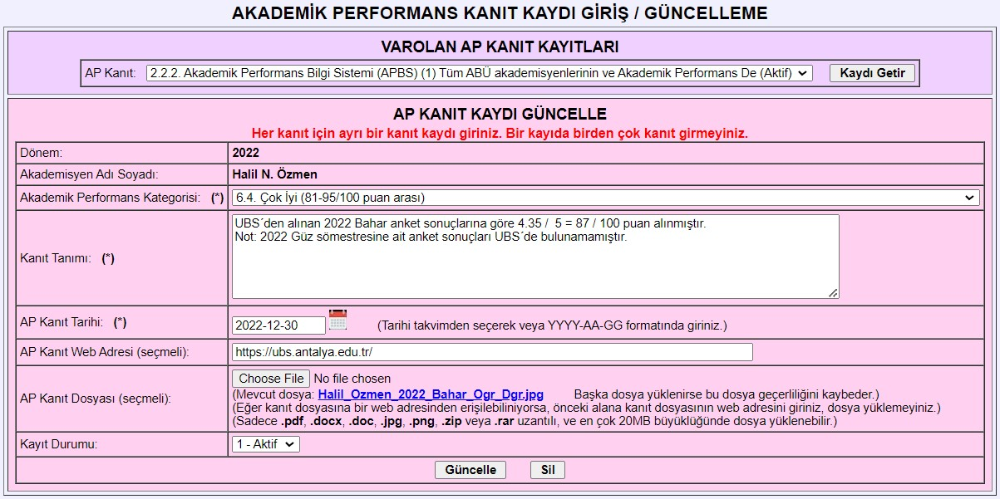 AKADEMİK PERFORMANS KANIT KAYDI GİRİŞ / GÜNCELLEME
VAROLAN AP KANIT KAYITLARI
AP Kanıt: 2.2.2. Akademik Performans Bilgi Sistemi (APBS) (1) Tüm ABÜ akademisyenlerinin ve Akademik Performans De (Aktif) Kaydı Getir
AP KANIT KAYDI GÜNCELLE
Her kanıt için ayrı bir kanıt kaydı giriniz. Bir kayıda birden çok kanıt girmeyiniz.
Dönem: 2022
Akademisyen Adı Soyadı: Halil N. Özmen
Akademik Performans Kategorisi: (*) 6.4. Çok İyi (81-95/100 puan arası)
Kanıt Tanımı: (*) UBS´den alınan 2022 Bahar anket sonuçlarına göre 4.35 / 5 = 87 / 100 puan alınmıştır.
Not: 2022 Güz sömestresine ait anket sonuçları UBS´de bulunamamıştır.
AP Kanıt Tarihi: (*) 2022-12-30 (Tarihi takvimden seçerek veya YYYY-AA-GG formatında giriniz.)
AP Kanıt Web Adresi (seçmeli): https://ubs.antalya.edu.tr/
AP Kanıt Dosyası (seçmeli): Choose File No file chosen
(Mevcut dosya: Halil_Ozmen_2022_Bahar_Ogr_Dgr.jpg Başka dosya yüklenirse bu dosya geçerliliğini kaybeder.)
(Eğer kanıt dosyasına bir web adresinden erişilebiliniyorsa, önceki alana kanıt dosyasının web adresini giriniz, dosya yüklemeyiniz.)
(Sadece .pdf, .docx, .doc, .jpg, .png, .zip veya .rar uzantılı, ve en çok 20MB büyüklüğünde dosya yüklenebilir.)
Kayıt Durumu: 1 - Aktif
Güncelle Sil